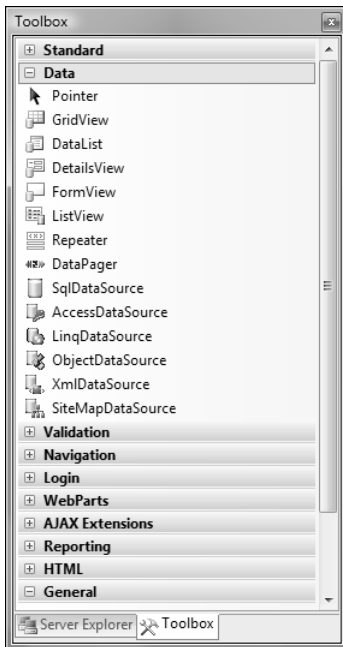 Toolbox
Standard
Data
Pointer
GridView
DataList
DetailsView
FormView
ListView
Repeater
DataPager
SqlDataSource
AccessDataSource
LinqDataSource
ObjectDataSource
XmlDataSource
SiteMapDataSource
Validation
Navigation
Login
WebParts
AJAX Extensions
Reporting
HTML
General
Server Explorer Toolbox